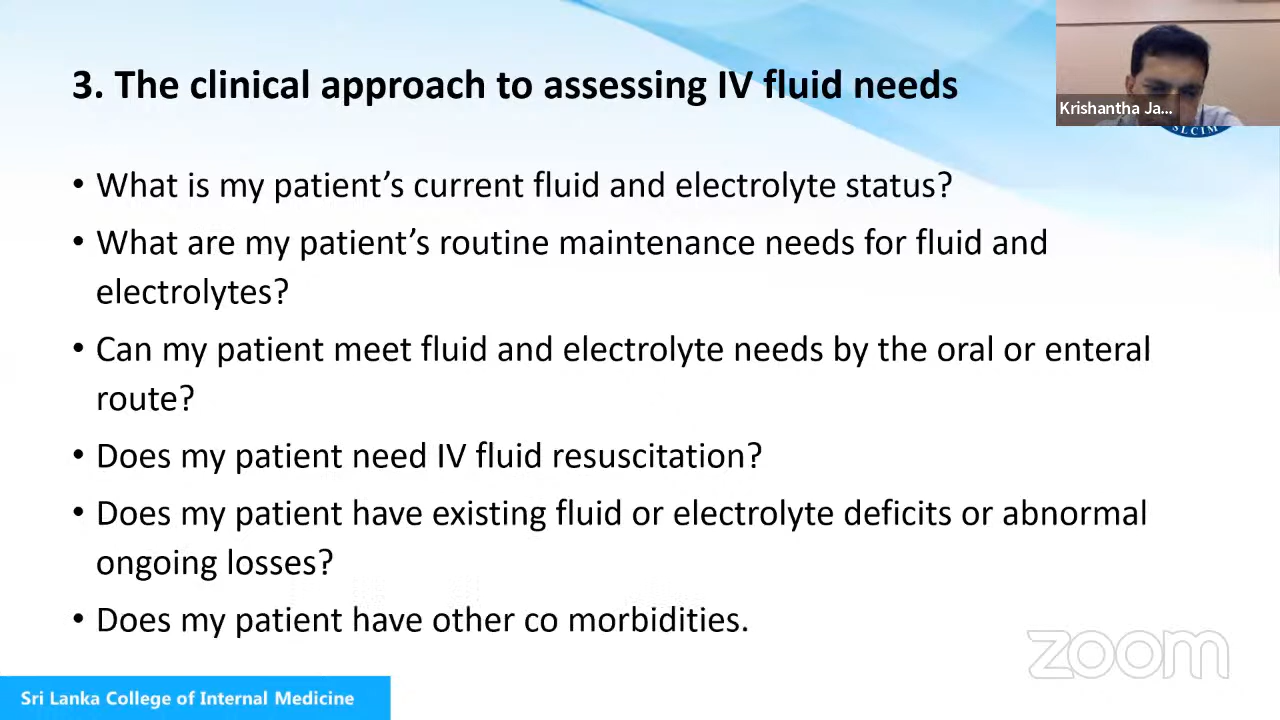 3. The clinical approach to assessing IV fluid needs
Krishantha Ja...
SLCIM
• What is my patient’s current fluid and electrolyte status?
• What are my patient’s routine maintenance needs for fluid and
electrolytes?
• Can my patient meet fluid and electrolyte needs by the oral or enteral
route?
• Does my patient need IV fluid resuscitation?
• Does my patient have existing fluid or electrolyte deficits or abnormal
ongoing losses?
• Does my patient have other co morbidities.
zoom
Sri Lanka College of Internal Medicine